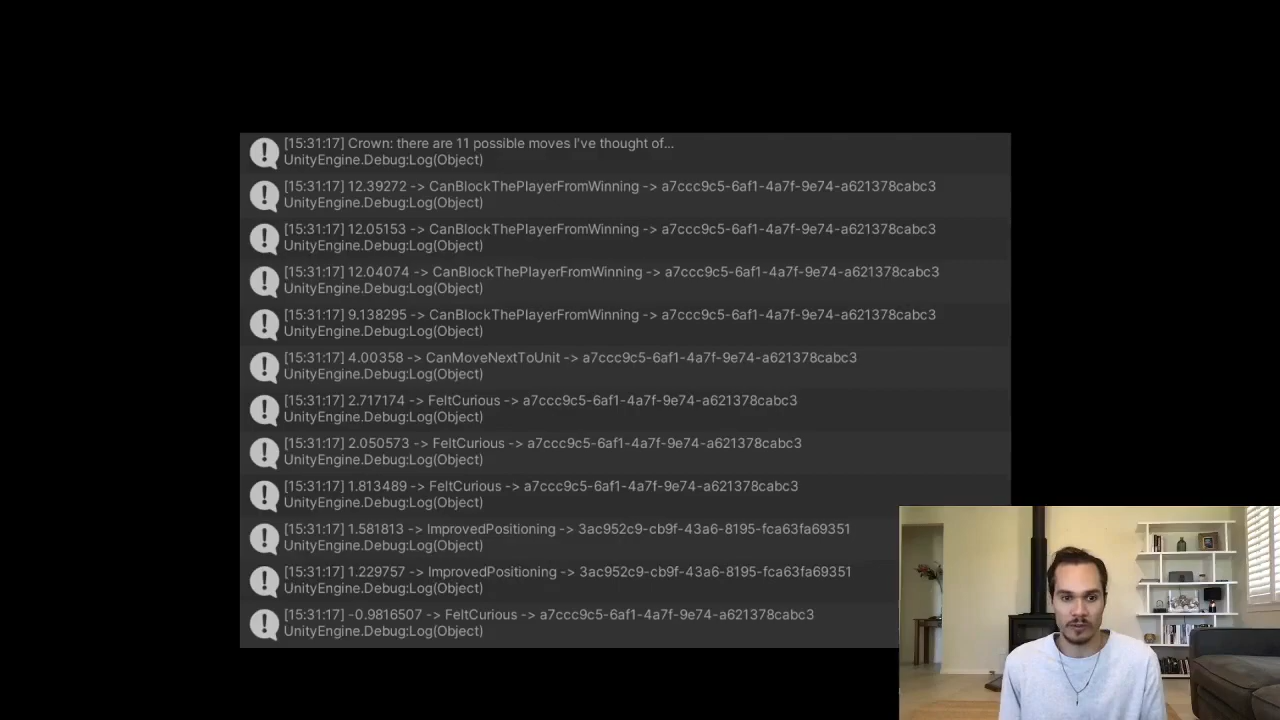 [15:31:17] Crown: there are 11 possible moves I've thought of...
UnityEngine.Debug:Log(Object)
[15:31:17] 12.39272 -> CanBlockThePlayerFromWinning -> a7ccc9c5-6af1-4a7f-9e74-a621378cabc3
UnityEngine.Debug:Log(Object)
[15:31:17] 12.05153 -> CanBlockThePlayerFromWinning -> a7ccc9c5-6af1-4a7f-9e74-a621378cabc3
UnityEngine.Debug:Log(Object)
[15:31:17] 12.04074 -> CanBlockThePlayerFromWinning -> a7ccc9c5-6af1-4a7f-9e74-a621378cabc3
UnityEngine.Debug:Log(Object)
[15:31:17] 9.138295 -> CanBlockThePlayerFromWinning -> a7ccc9c5-6af1-4a7f-9e74-a621378cabc3
UnityEngine.Debug:Log(Object)
[15:31:17] 4.00358 -> CanMoveNextToUnit -> a7ccc9c5-6af1-4a7f-9e74-a621378cabc3
UnityEngine.Debug:Log(Object)
[15:31:17] 2.717174 -> FeltCurious -> a7ccc9c5-6af1-4a7f-9e74-a621378cabc3
UnityEngine.Debug:Log(Object)
[15:31:17] 2.050573 -> FeltCurious -> a7ccc9c5-6af1-4a7f-9e74-a621378cabc3
UnityEngine.Debug:Log(Object)
[15:31:17] 1.813489 -> FeltCurious -> a7ccc9c5-6af1-4a7f-9e74-a621378cabc3
UnityEngine.Debug:Log(Object)
[15:31:17] 1.581813 -> ImprovedPositioning -> 3ac952c9-cb9f-43a6-8195-fca63fa69351
UnityEngine.Debug:Log(Object)
[15:31:17] 1.229757 -> ImprovedPositioning -> 3ac952c9-cb9f-43a6-8195-fca63fa69351
UnityEngine.Debug:Log(Object)
[15:31:17] -0.9816507 -> FeltCurious -> a7ccc9c5-6af1-4a7f-9e74-a621378cabc3
UnityEngine.Debug:Log(Object)